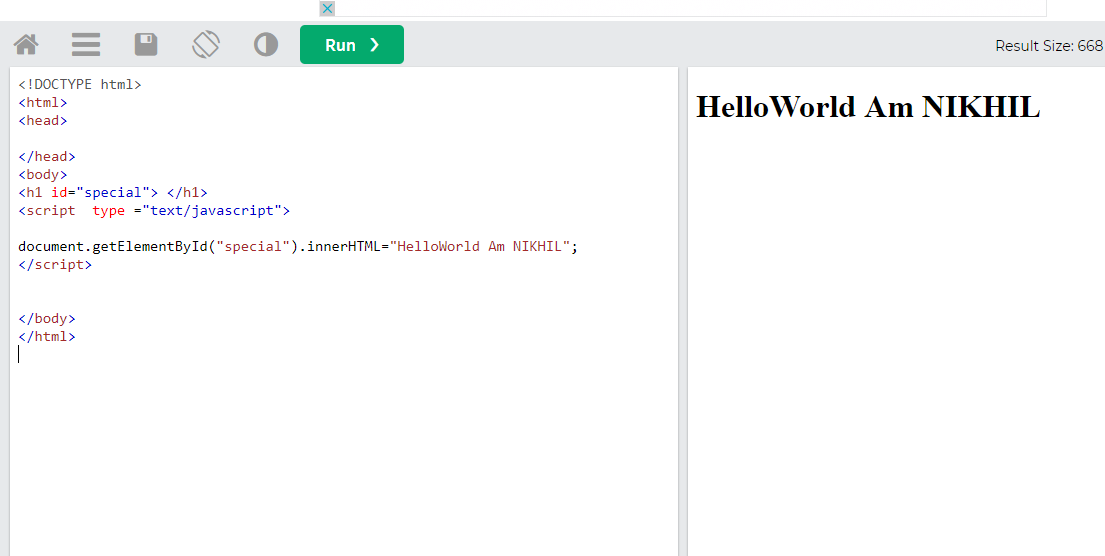 Run ❯
Result Size: 668
<!DOCTYPE html>
<html>
<head>
</head>
<body>
<h1 id="special"> </h1>
<script  type ="text/javascript">
document.getElementById("special").innerHTML="HelloWorld Am NIKHIL";
</script>
</body>
</html>
HelloWorld Am NIKHIL